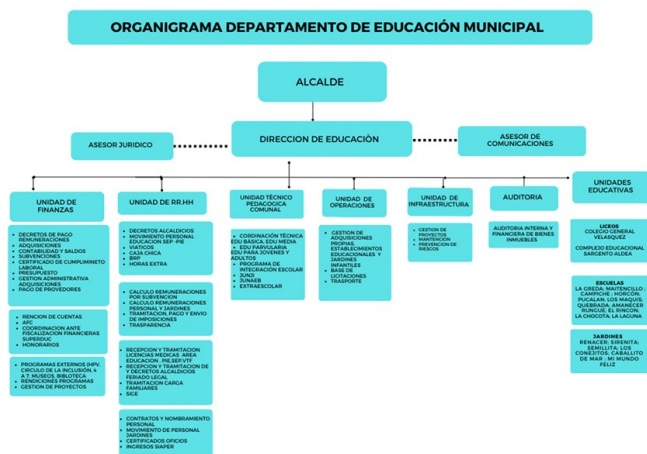 ORGANIGRAMA DEPARTAMENTO DE EDUCACIÓN MUNICIPAL
ALCALDE
ASESOR JURIDICO
DIRECCION DE EDUCACIÒN
ASESOR DE
COMUNICACIONES
UNIDAD DE
FINANZAS
UNIDAD DE RR.HH
UNIDAD TÉCNICO
PEDAGOGICA
COMUNAL
UNIDAD DE
OPERACIONES
UNIDAD DE
INFRAESTRUCTURA
AUDITORIA
UNIDADES
EDUCATIVAS
DECRETOS DE PAGO
REMUNERACIONES
ADQUISICIONES
CONTABILIDAD Y SALDOS
SUBVENCIONES
CERTIFICADO DE CUMPLIMINETO
LABORAL
PRESUPUESTO
GESTION ADMINISTRATIVA
ADQUISICIONES
PAGO DE PROVEDORES
RENCION DE CUENTAS
AFC
COORDINACION ANTE
FISCALIZACION FINANCIERAS
SUPERDUC
HONORARIOS
PROGRAMAS EXTERNOS (HPV,
CIRCULO DE LA INCLUSIÓN, 4
A 7, MUSEOS, BIBLOTECA
RENDICIONES PROGRAMAS
GESTION DE PROYECTOS
DECRETOS ALCALDICIOS
MOVIMIENTO PERSONAL
EDUCACION SEP -PIE
VIATICOS
CAJA CHICA
BRP
HORAS EXTRA
CALCULO REMUNERACIONES
POR SUBVENCION
CALCULO REMUNERACIONES
PERSONAL Y JARDINES
TRAMITACION, PAGO Y ENVIO
DE IMPOSICIONES
TRASPARENCIA
RECEPCION Y TRAMITACIÓN
LICENCIAS MÉDICAS AREA
EDUCACION , PIE,SEP,VTF
RECEPCION Y TRAMITACION DE
Y DECRETOS ALCALDICIOS
FERIADO LEGAL
TRAMITACION CARGA
FAMILIARES
SIGE
CONTRATOS Y NOMBRAMIENTO
PERSONAL
MOVIMIENTO DE PERSONAL
JARDINES
CERTIFICADOS OFICIOS
INGRESOS SIAPER
CORDINACIÓN TÉCNICA
EDU BÁSICA, EDU MEDIA
EDU PARVULARIA
EDU PARA JOVENES Y
ADULTOS
PROGRAMA DE
INTEGRACIÓN ESCOLAR
JUNJI
JUNAEB
EXTRAESCOLAR
.GESTION DE
ADQUISICIONES
PROPIAS, ESTABLECIMENTOS
EDUCACIONALES Y
JARDINES
INFANTILES
BASE DE
LICITACIONES
TRASPORTE
GESTION DE
PROYECTOS
MANTENCIÓN
PREVENCION DE
RIESGOS
AUDITORIA INTERNA Y
FINANCIERA DE BIENES
INMUEBLES
LICEOS
COLEGIO GENERAL
VELASQUEZ
COMPLEJO EDUCACIONAL
SARGENTO ALDEA
ESCUELAS
LA GREDA, MAITENCILLO ;
CAMPICHE ; HORCÓN,
PUCALAN, LOS MAQUIS,
QUEBRADA; AMANECER
RUNGUE; EL RINCON;
LA CHOCOTA; LA LAGUNA
JARDINES
RENACER; SIRENITA;
SEMILLITA; LOS
CONEJITOS; CABALLITO
DE MAR ; MI MUNDO
FELIZ